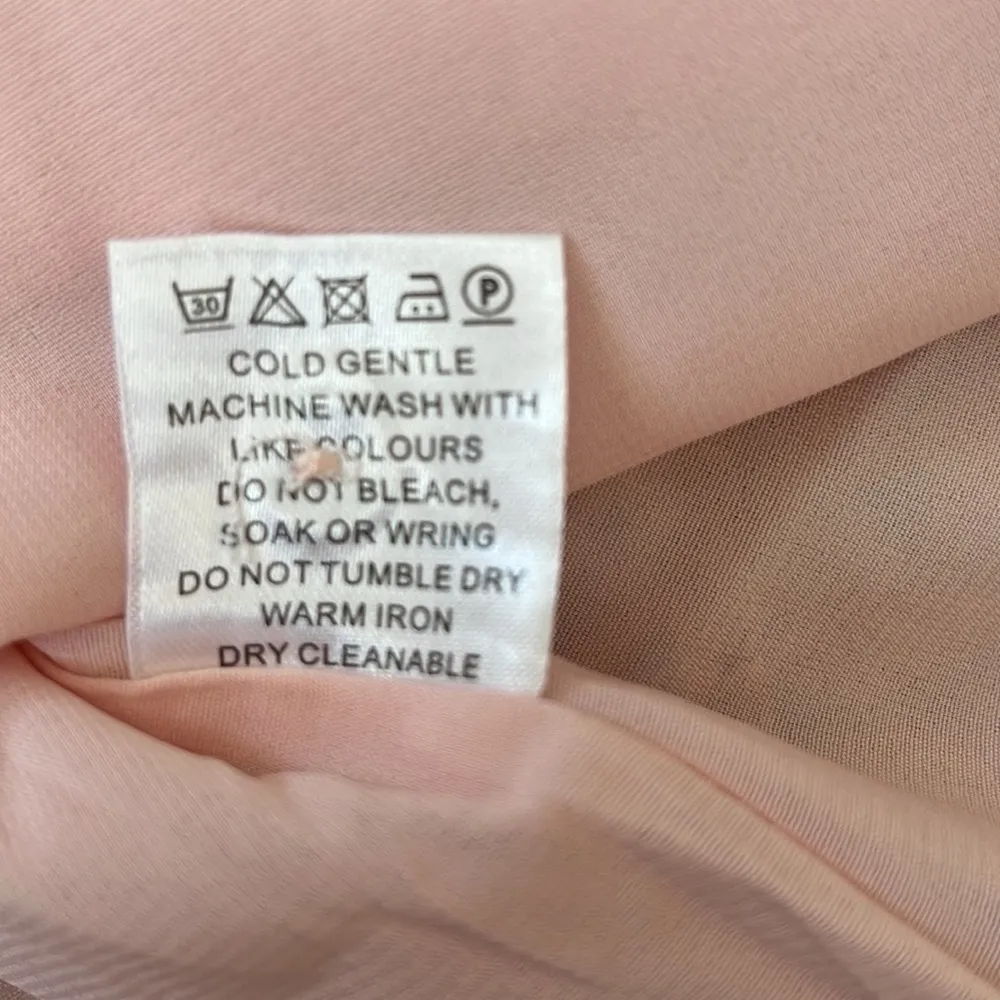 30 P
COLD GENTLE
MACHINE WASH WITH
LIKE COLOURS
DO NOT BLEACH,
SOAK OR WRING
DO NOT TUMBLE DRY
WARM IRON
DRY CLEANABLE